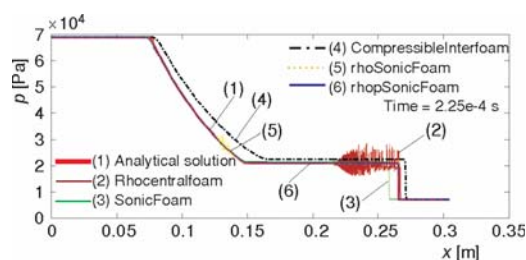 × 10⁴
7
6
5
4
3
2
1
0
p [Pa]
(4) CompressibleInterfoam
(5) rhoSonicFoam
(6) rhopSonicFoam
Time = 2.25e-4 s
(1)
(4)
(5)
(2)
(6)
(3)
(1) Analytical solution
(2) Rhocentralfoam
(3) SonicFoam
0 0.05 0.1 0.15 0.2 0.25 0.3 0.35
x [m]